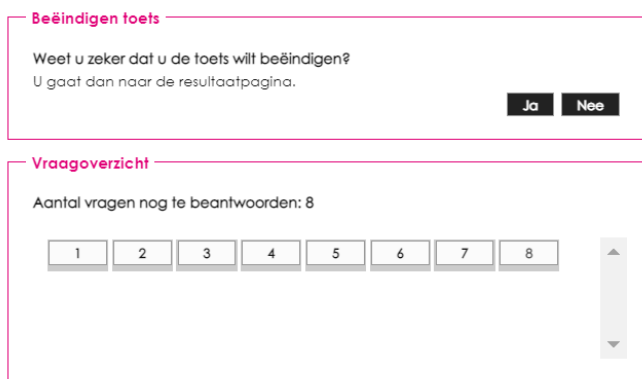 Beëindigen toets
Weet u zeker dat u de toets wilt beëindigen?
U gaat dan naar de resultaatpagina.
Ja Nee
Vraagoverzicht
Aantal vragen nog te beantwoorden: 8
1 2 3 4 5 6 7 8